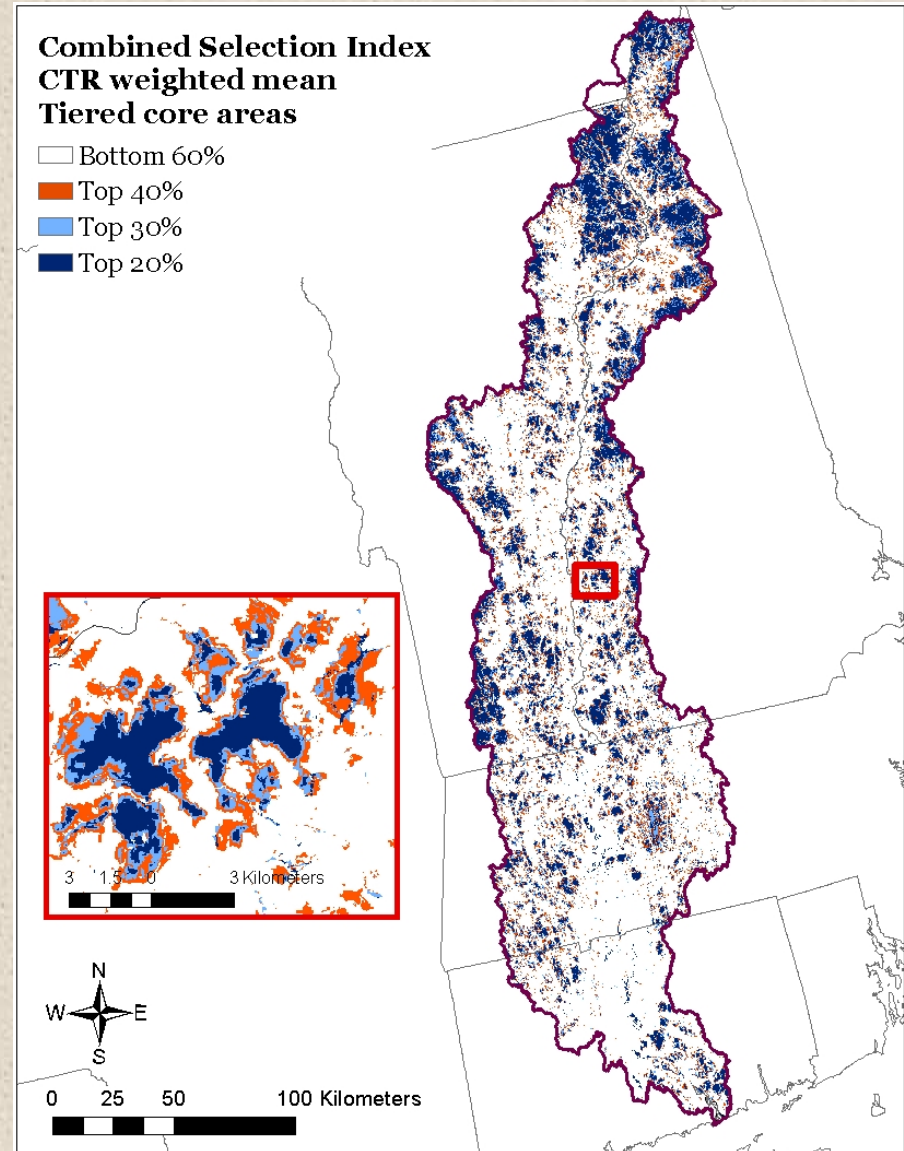 Combined Selection Index
CTR weighted mean
Tiered core areas
Bottom 60%
Top 40%
Top 30%
Top 20%
3 1.5 0 3 Kilometers
N
W E
S
0 25 50 100 Kilometers